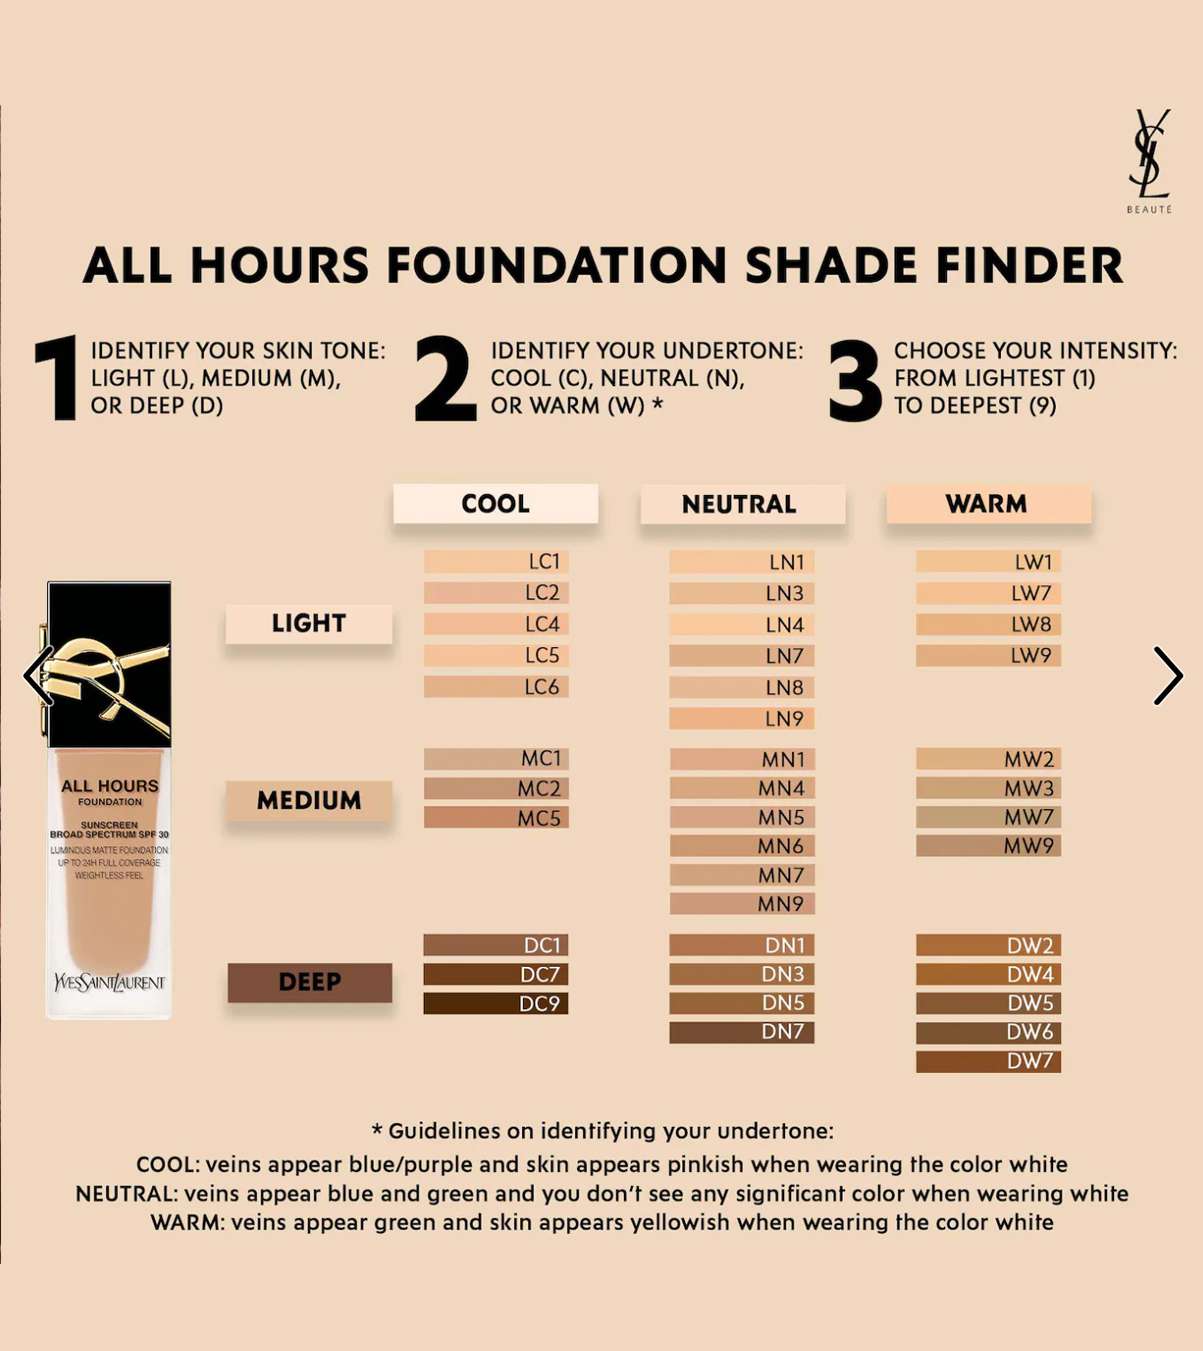 YSL
BEAUTÉ
ALL HOURS FOUNDATION SHADE FINDER
1 IDENTIFY YOUR SKIN TONE:
LIGHT (L), MEDIUM (M),
OR DEEP (D)
2 IDENTIFY YOUR UNDERTONE:
COOL (C), NEUTRAL (N),
OR WARM (W) *
3 CHOOSE YOUR INTENSITY:
FROM LIGHTEST (1)
TO DEEPEST (9)
COOL NEUTRAL WARM
LIGHT
LC1 LN1 LW1
LC2 LN3 LW7
LC4 LN4 LW8
LC5 LN7 LW9
LC6 LN8
LN9
MEDIUM
MC1 MN1 MW2
MC2 MN4 MW3
MC5 MN5 MW7
MN6 MW9
MN7
MN9
DEEP
DC1 DN1 DW2
DC7 DN3 DW4
DC9 DN5 DW5
DN7 DW6
DW7
ALL HOURS
FOUNDATION
SUNSCREEN
BROAD SPECTRUM SPF 30
LUMINOUS MATTE FOUNDATION
UP TO 24H FULL COVERAGE
WEIGHTLESS FEEL
YVESSAINTLAURENT
* Guidelines on identifying your undertone:
COOL: veins appear blue/purple and skin appears pinkish when wearing the color white
NEUTRAL: veins appear blue and green and you don't see any significant color when wearing white
WARM: veins appear green and skin appears yellowish when wearing the color white